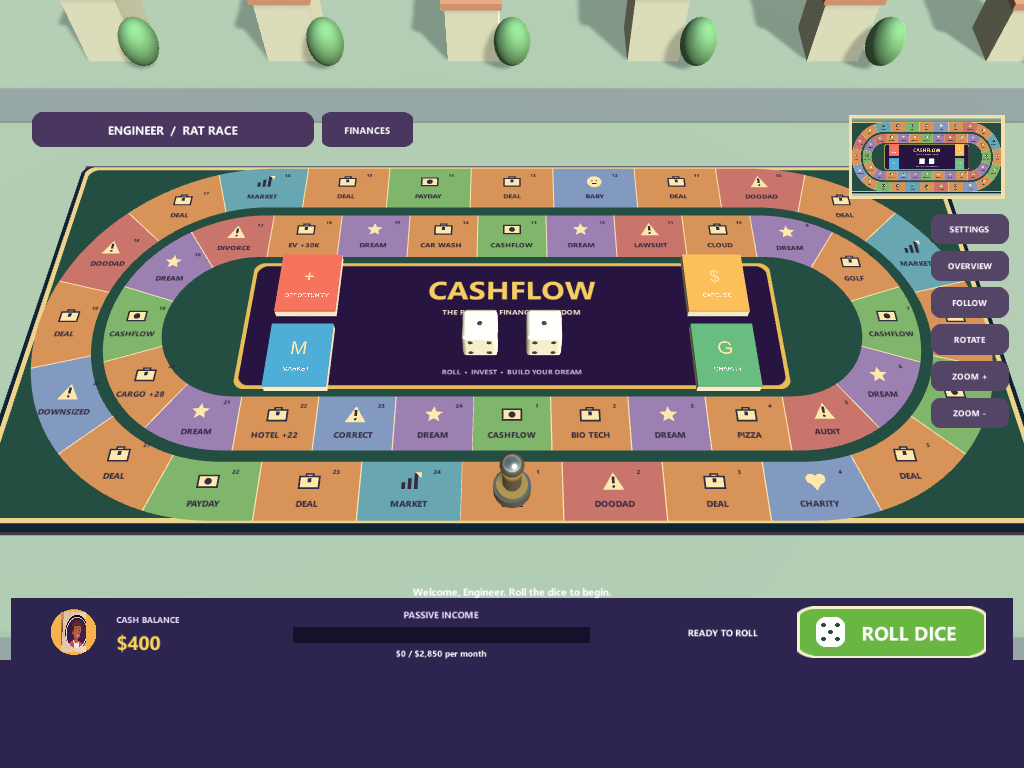 ENGINEER / RAT RACE
FINANCES
SETTINGS
OVERVIEW
FOLLOW
ROTATE
ZOOM +
ZOOM -
DEAL
MARKET
DEAL
PAYDAY
DEAL
BABY
DEAL
DOODAD
DEAL
MARKET
DOODAD
DEAL
DOWNSIZED
DEAL
PAYDAY
DEAL
MARKET
DOODAD
DEAL
CHARITY
DEAL
DIVORCE
EV +30K
DREAM
CAR WASH
CASHFLOW
DREAM
LAWSUIT
CLOUD
DREAM
GOLF
CASHFLOW
DREAM
DREAM
CASHFLOW
CARGO +28
DREAM
HOTEL +22
CORRECT
DREAM
CASHFLOW
BIO TECH
DREAM
PIZZA
AUDIT
+
OPPORTUNITY
$
M
MARKET
G
CHARITY
CASHFLOW
ROLL • INVEST • BUILD YOUR DREAM
Welcome, Engineer. Roll the dice to begin.
CASH BALANCE
$400
PASSIVE INCOME
$0 / $2,850 per month
READY TO ROLL
ROLL DICE